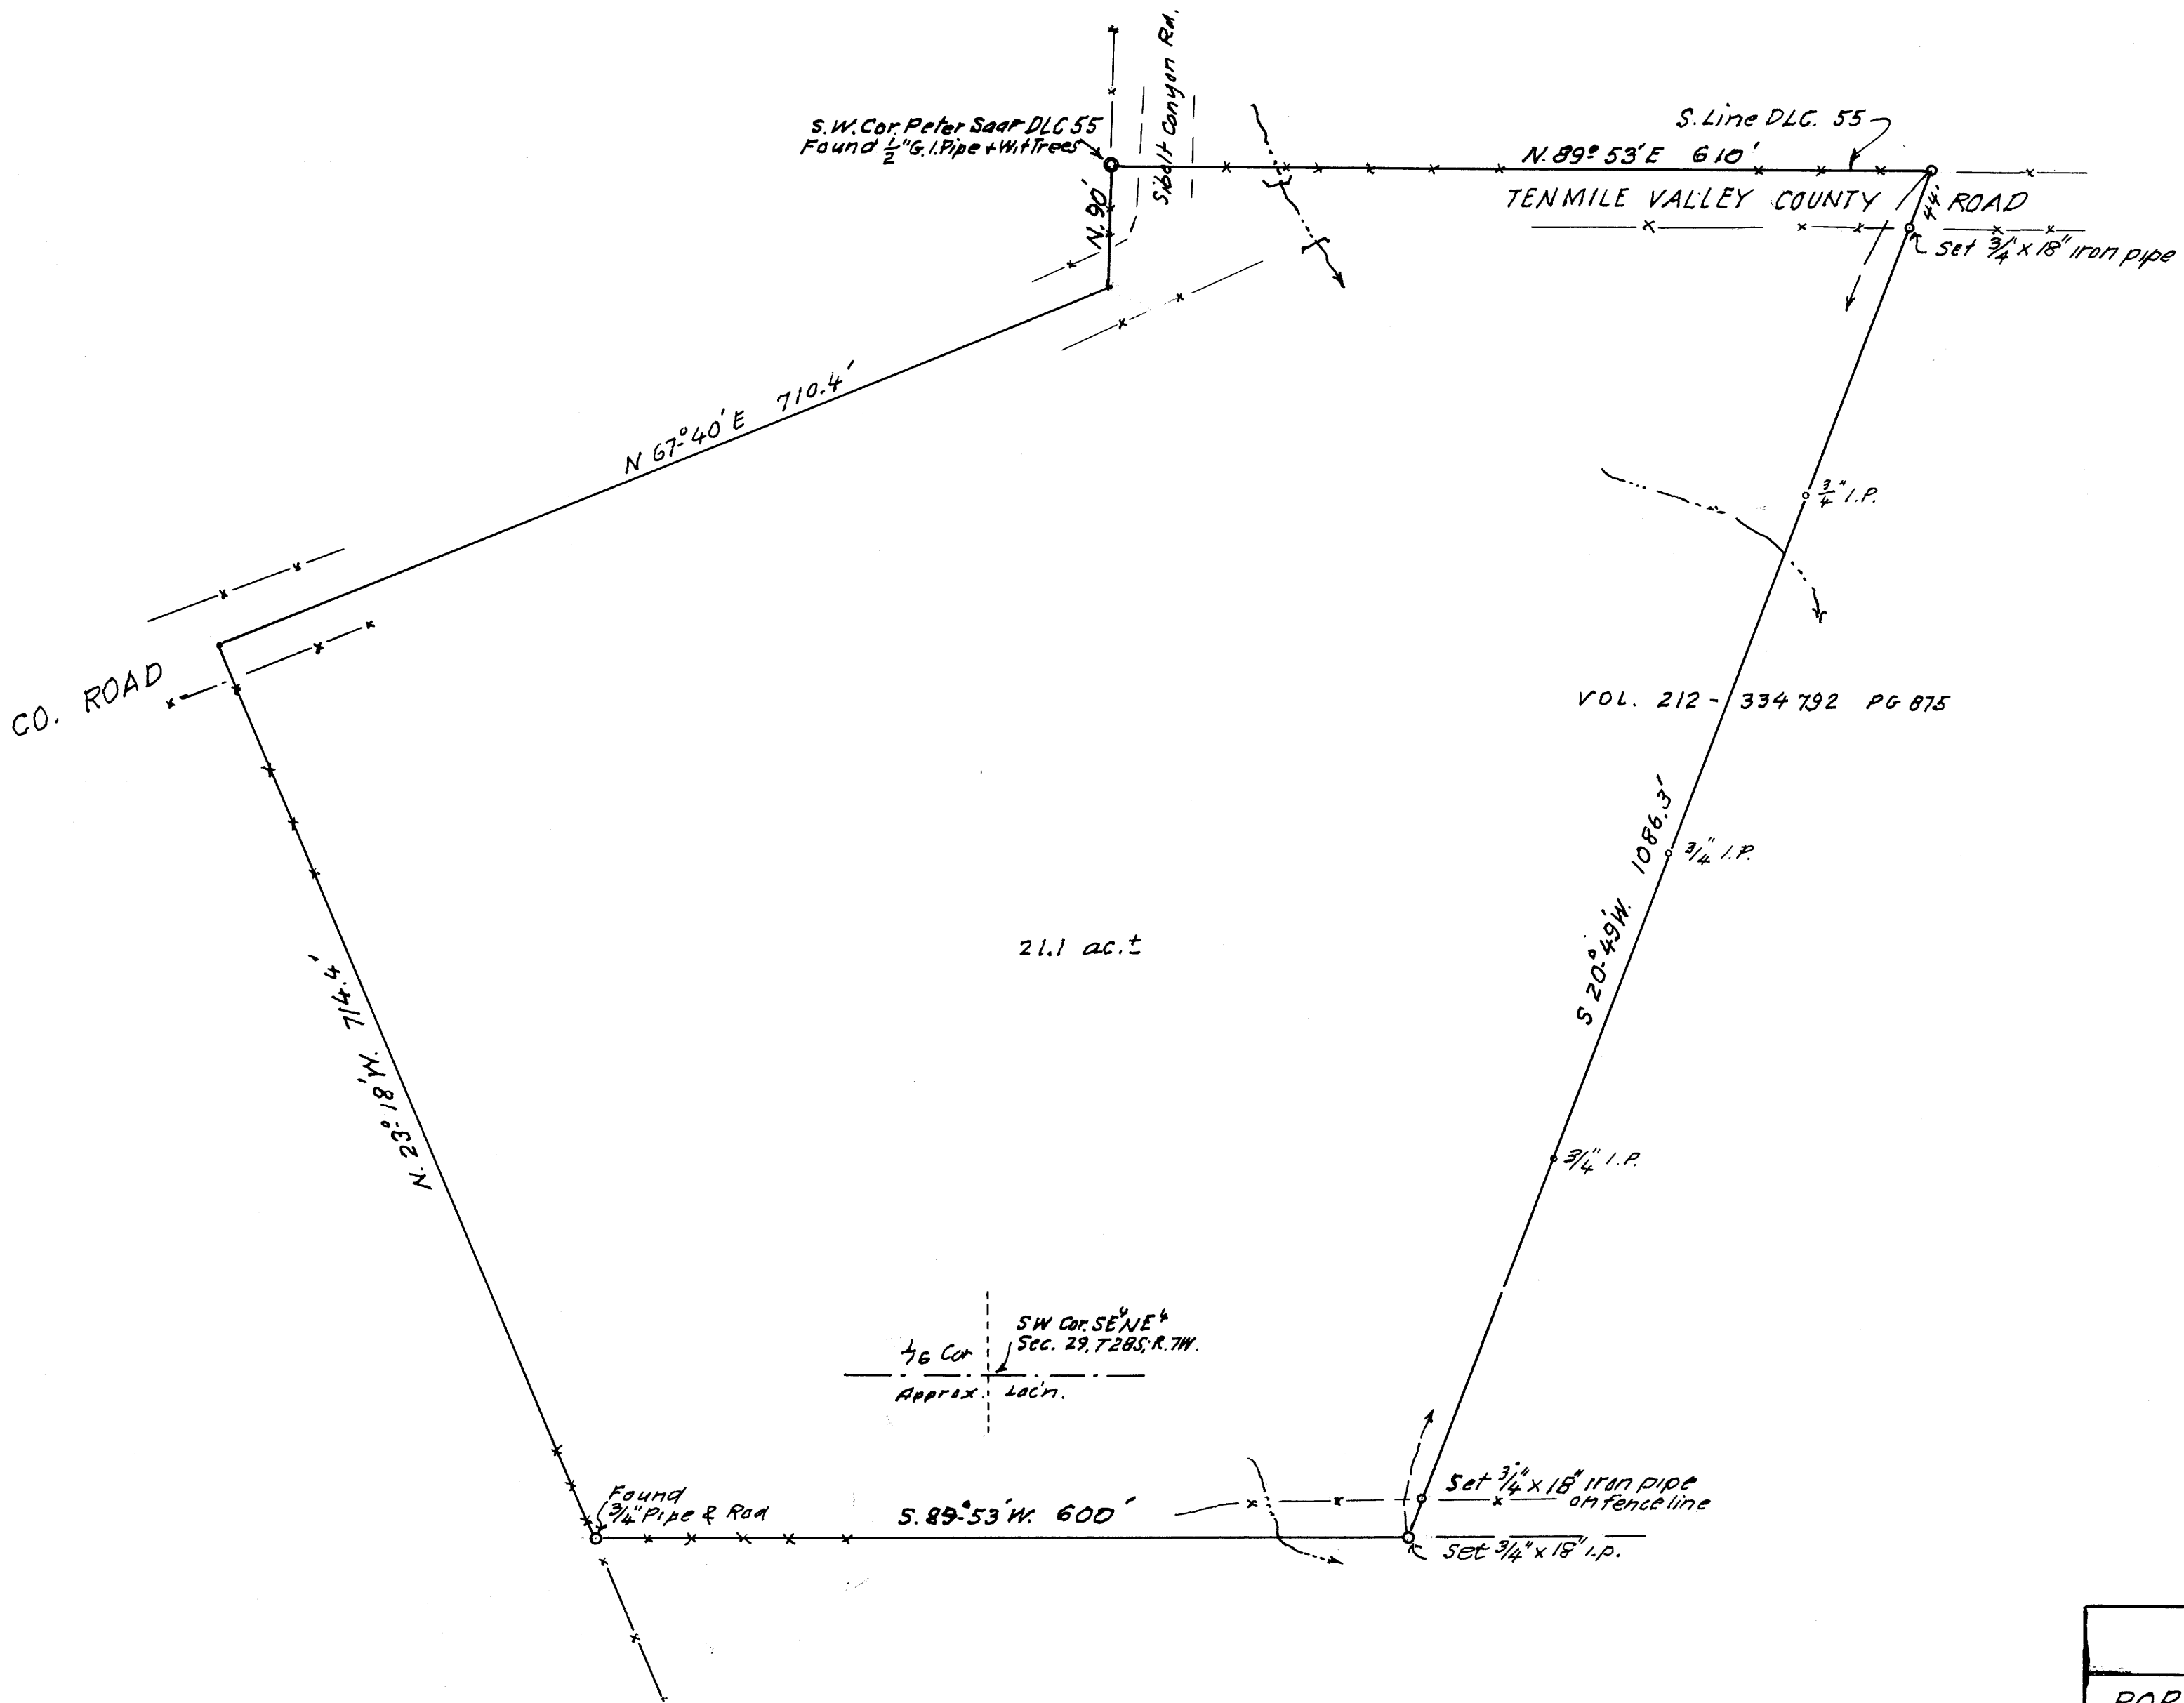 Sibolt Canyon Rd.
S.W. Cor. Peter Saar DLC 55
Found 1/2" G.I. Pipe + Wit Trees
S. Line DLC. 55
N. 89° 53' E 610'
N. 90'
TENMILE VALLEY COUNTY ROAD
44'
Set 3/4" x 18" iron pipe
N 67° 40' E 710.4'
3/4" I.P.
CO. ROAD
VOL. 212 - 334792 PG 875
S 20° 49' W. 1086.3'
3/4" I.P.
21.1 ac. ±
N. 23° 18' W. 714.4'
3/4" I.P.
SW Cor. SE¼ NE¼
Sec. 29, T28S; R. 7W.
1/16 Cor
Approx. Loc'n.
Found
3/4" Pipe & Rod
S. 89° 53' W. 600'
Set 3/4" x 18" iron pipe
on fence line
Set 3/4" x 18" i.p.